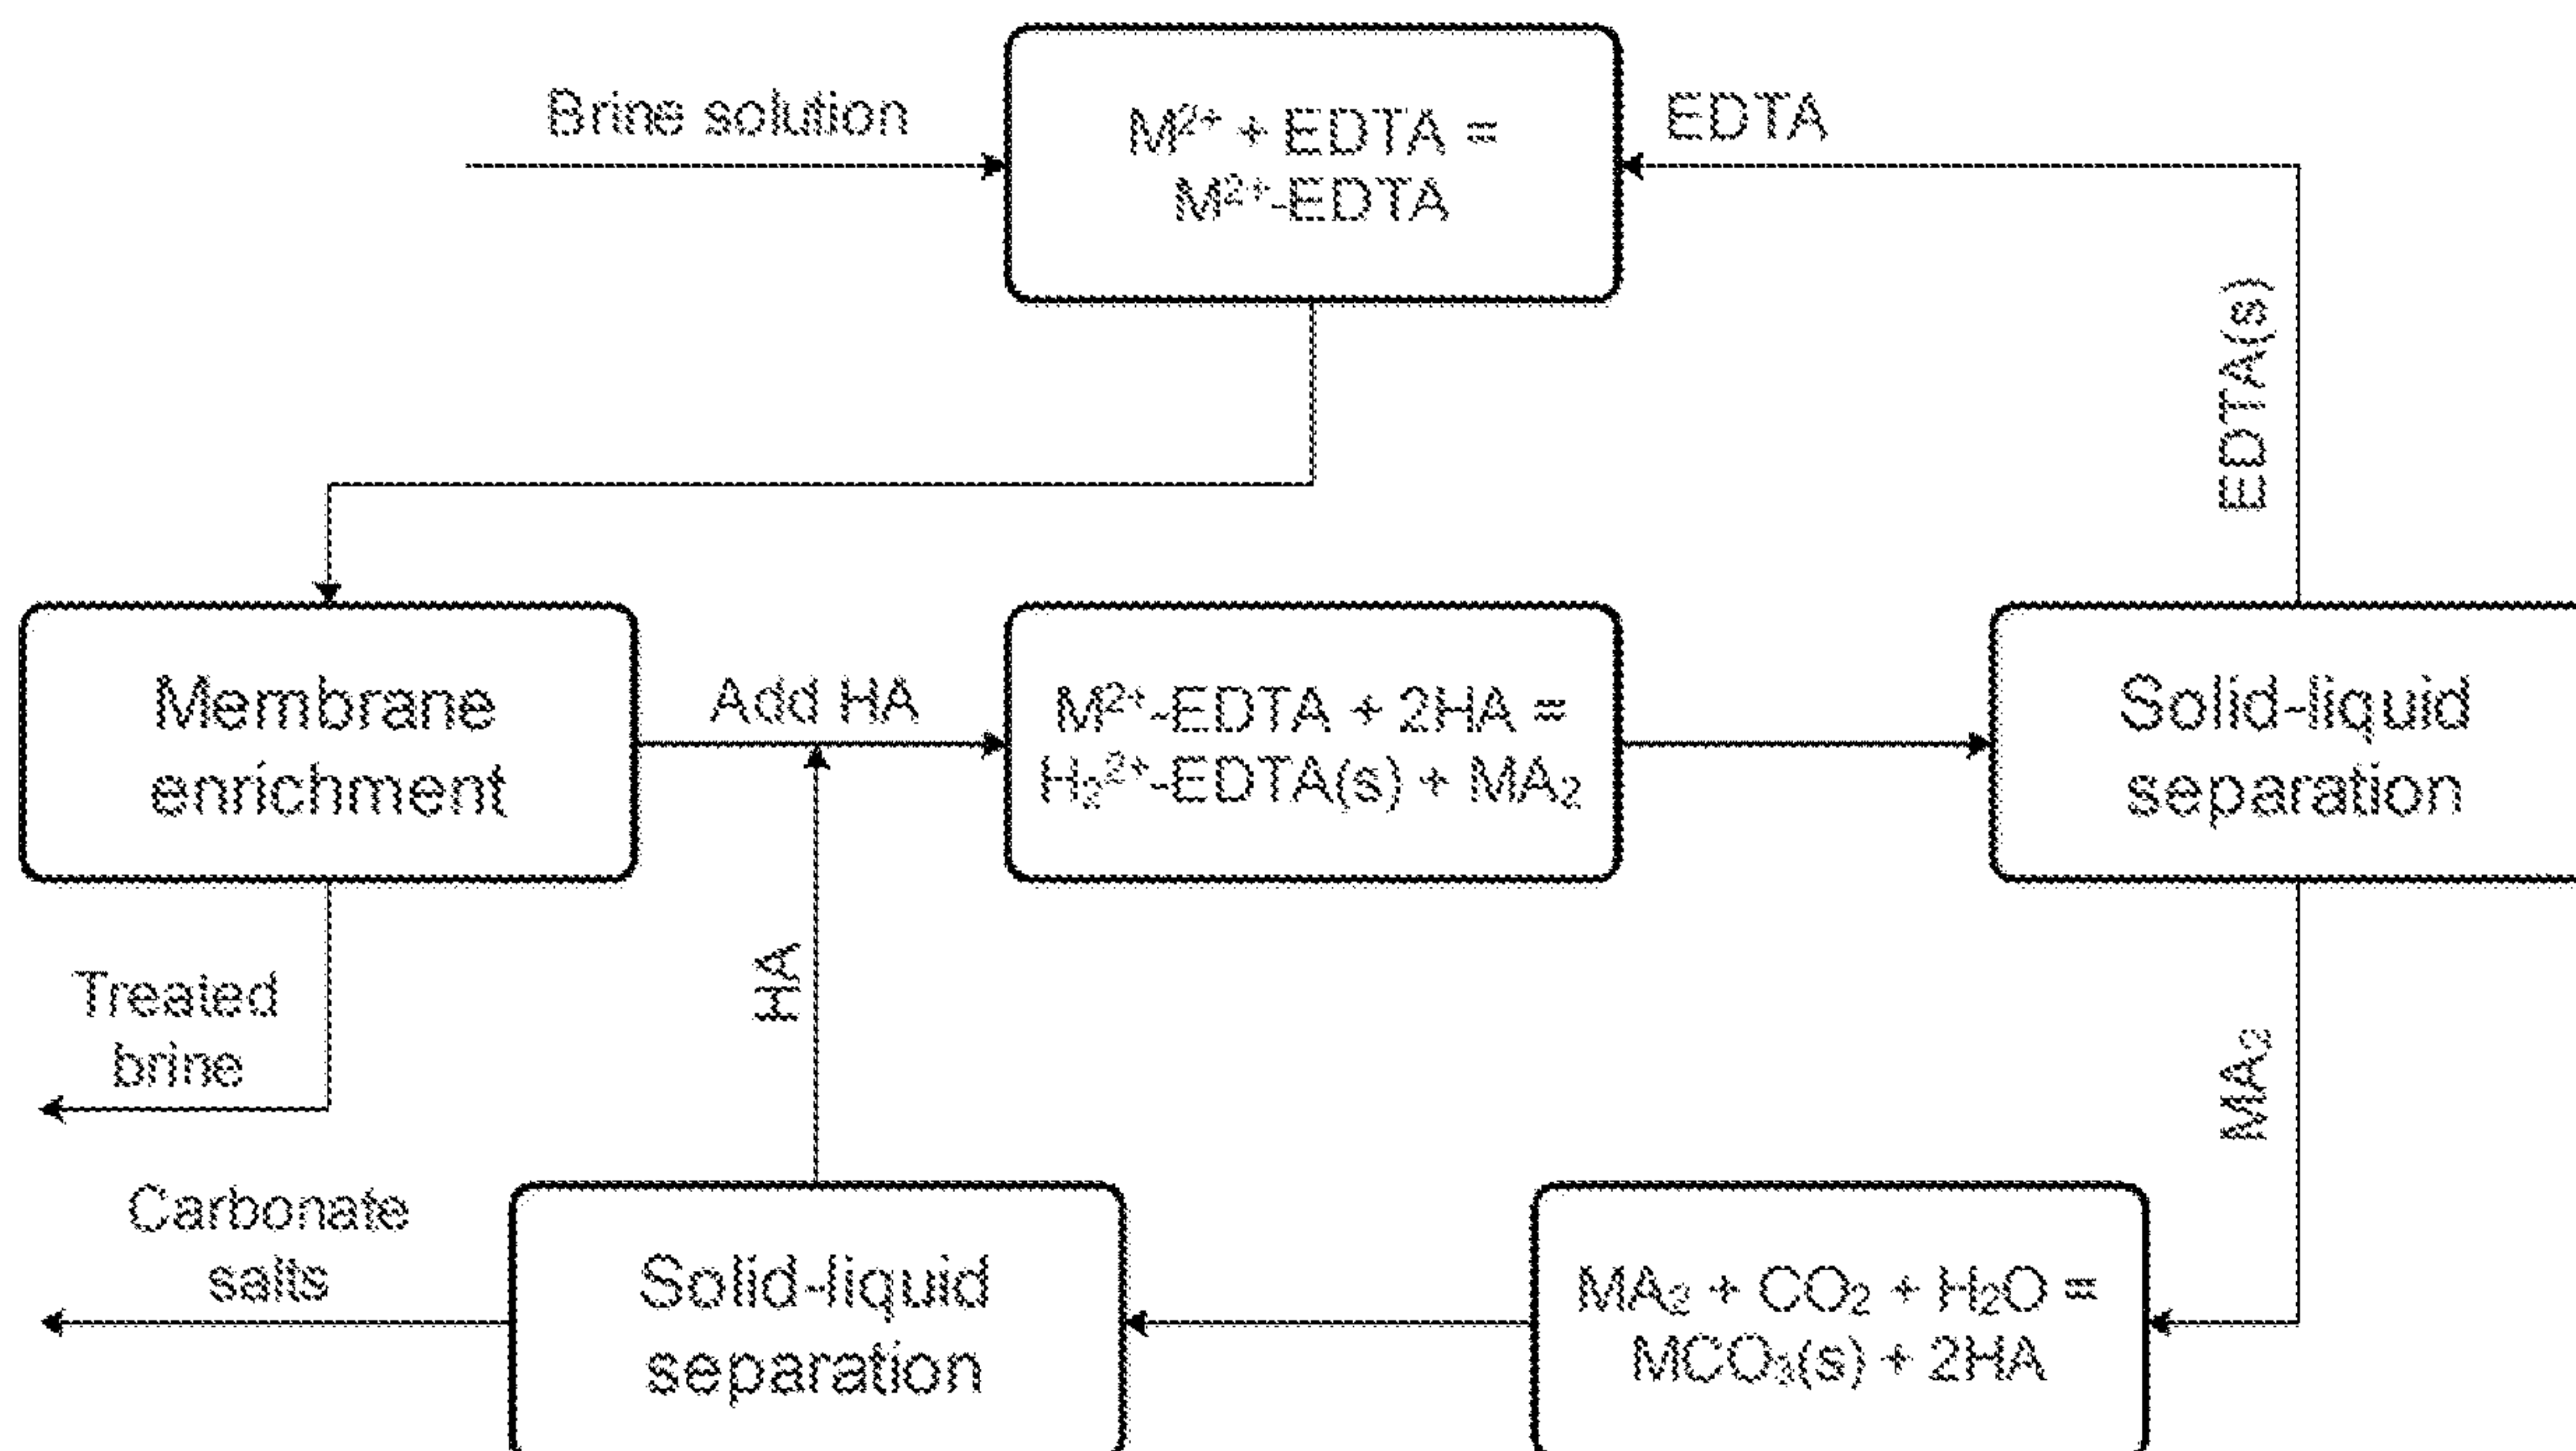 Brine solution
M²⁺ + EDTA =
M²⁺-EDTA
EDTA
EDTA(s)
Membrane
enrichment
Add HA
M²⁺-EDTA + 2HA =
H₂²⁺-EDTA(s) + MA₂
Solid-liquid
separation
Treated
brine
HA
MA₂
Carbonate
salts
Solid-liquid
separation
MA₂ + CO₂ + H₂O =
MCO₃(s) + 2HA